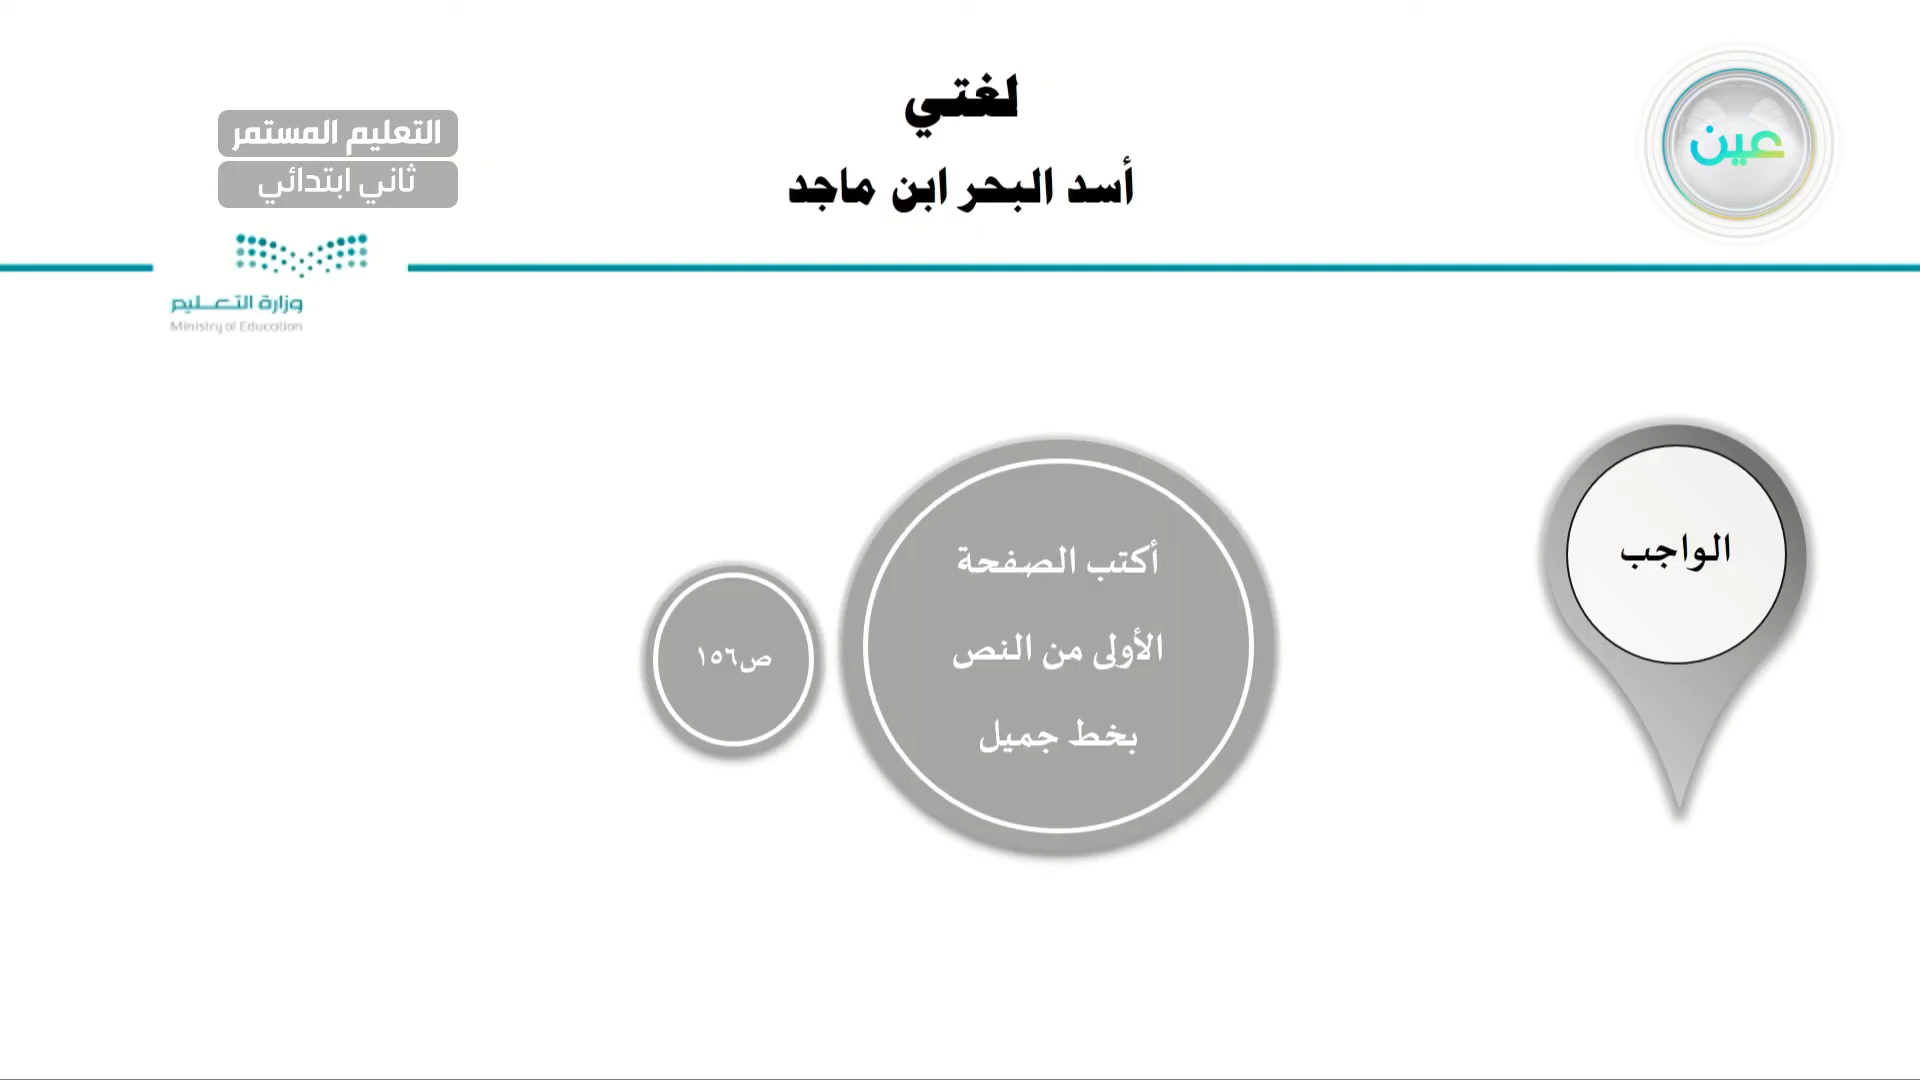 لغتي
أسد البحر ابن ماجد
عين
التعليم المستمر
ثاني ابتدائي
وزارة التعليم
Ministry of Education
الواجب
أكتب الصفحة
الأولى من النص
بخط جميل
ص١٥٦